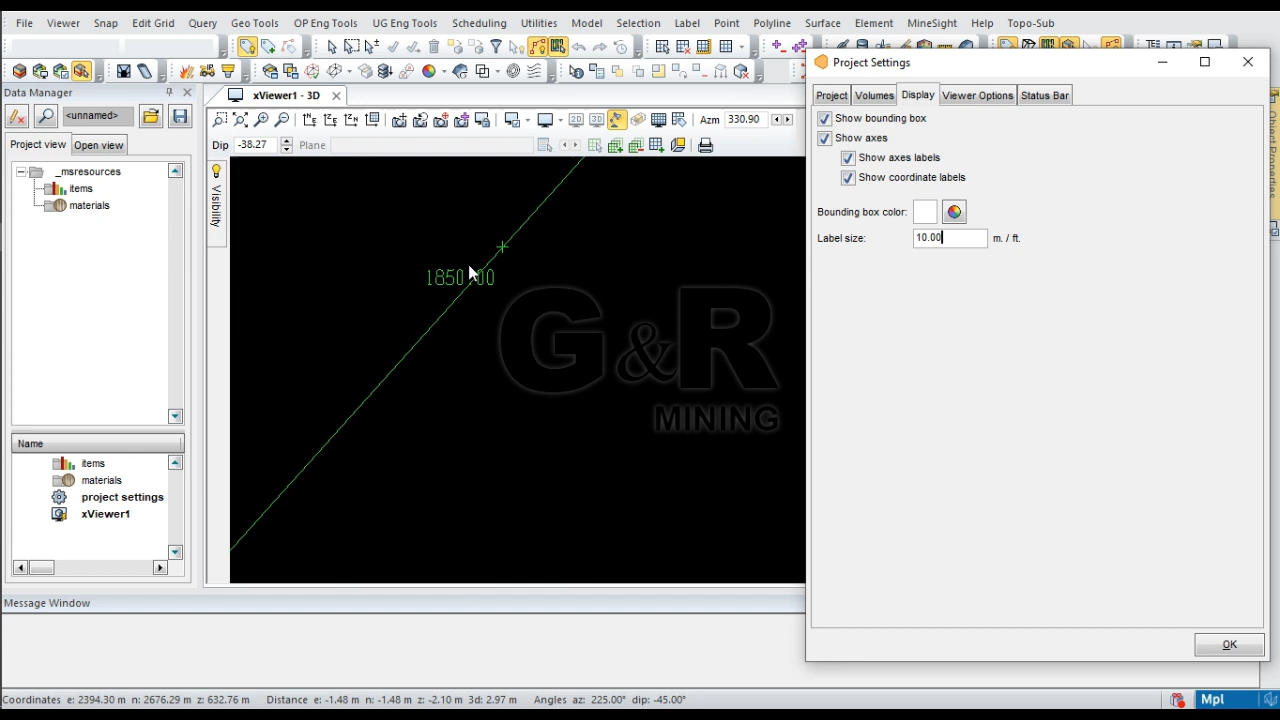 File Viewer Snap Edit Grid Query Geo Tools OP Eng Tools UG Eng Tools Scheduling Utilities Model Selection Label Point Polyline Surface Element MineSight Help Topo-Sub
Project Settings
Data Manager
xViewer1 - 3D
Project Volumes Display Viewer Options Status Bar
<unnamed>
2D 3D Azm 330.90
Show bounding box
Show axes
Project view Open view
Dip -38.27 Plane
Show axes labels
Show coordinate labels
_msresources
items
materials
Visibility
Object Properties
Bounding box color:
Label size: 10.00 m. / ft.
1850.00
G&R
MINING
Name
items
materials
project settings
xViewer1
Message Window
OK
Coordinates e: 2394.30 m n: 2676.29 m z: 632.76 m Distance e: -1.48 m n: -1.48 m z: -2.10 m 3d: 2.97 m Angles az: 225.00° dip: -45.00°
Mpl